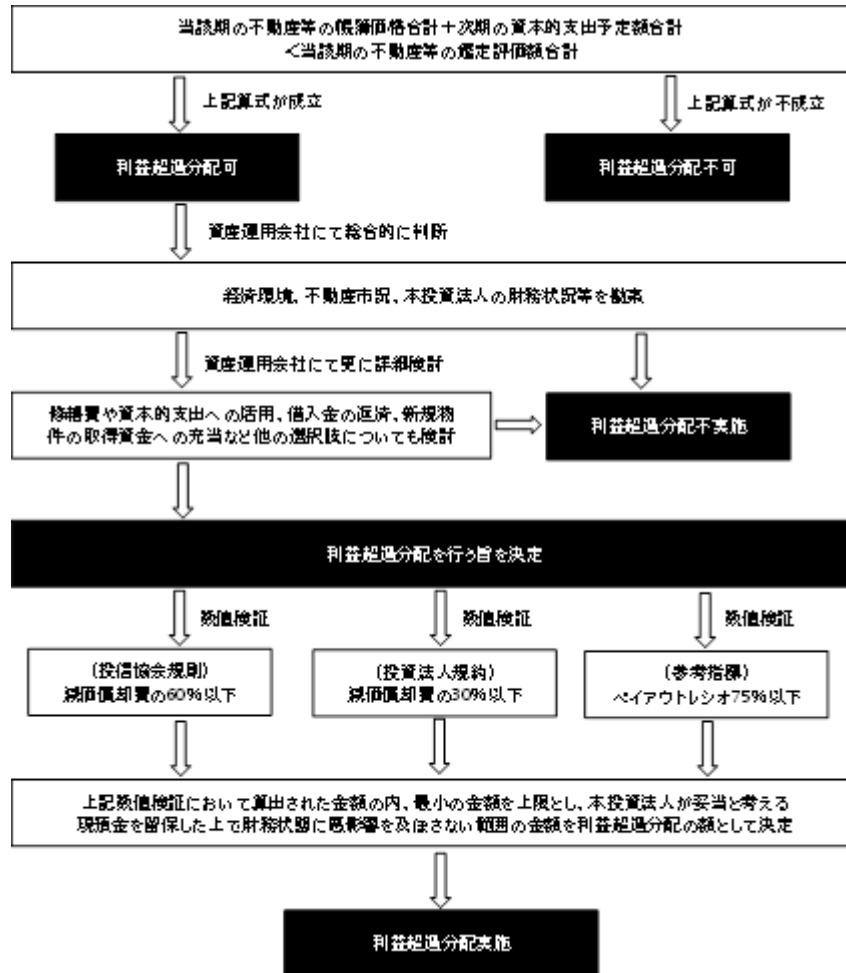 当該期の不動産等の帳簿価格合計＋次期の資本的支出予定額合計
＜当該期の不動産等の鑑定評価額合計
上記算式が成立
上記算式が不成立
利益超過分配可
利益超過分配不可
資産運用会社にて総合的に判断
経済環境、不動産市況、本投資法人の財務状況等を勘案
資産運用会社にて更に詳細検討
修繕費や資本的支出への活用、借入金の返済、新規物
件の取得資金への充当など他の選択肢についても検討
利益超過分配不実施
利益超過分配を行う旨を決定
数値検証
数値検証
数値検証
（投信協会規則）
減価償却費の60%以下
（投資法人規約）
減価償却費の30%以下
（参考指標）
ペイアウトレシオ75%以下
上記数値検証において算出された金額の内、最小の金額を上限とし、本投資法人が妥当と考える
現預金を留保した上で財務状態に悪影響を及ぼさない範囲の金額を利益超過分配の額として決定
利益超過分配実施